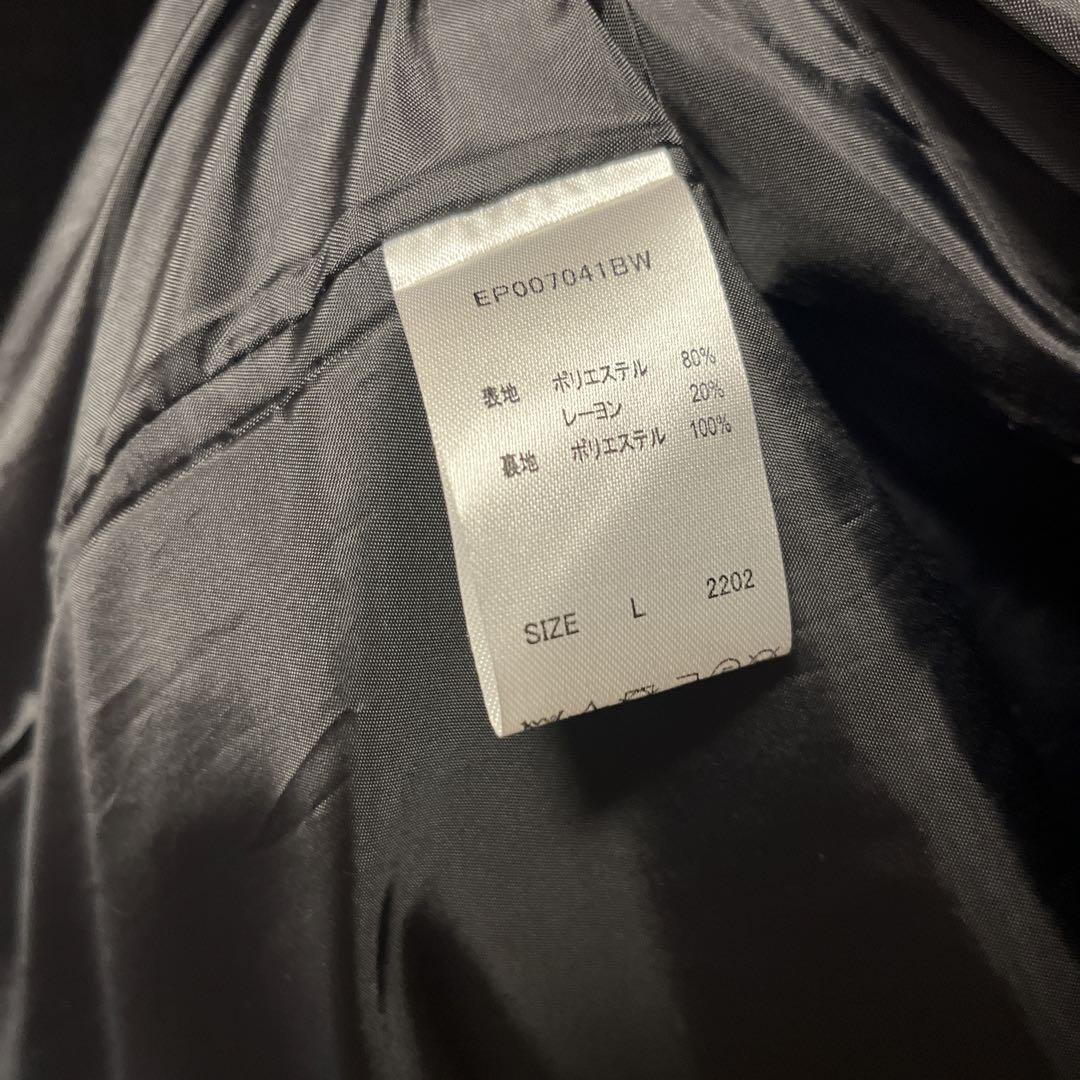 EP007041BW
表地 ポリエステル 80%
レーヨン 20%
裏地 ポリエステル 100%
SIZE L 2202